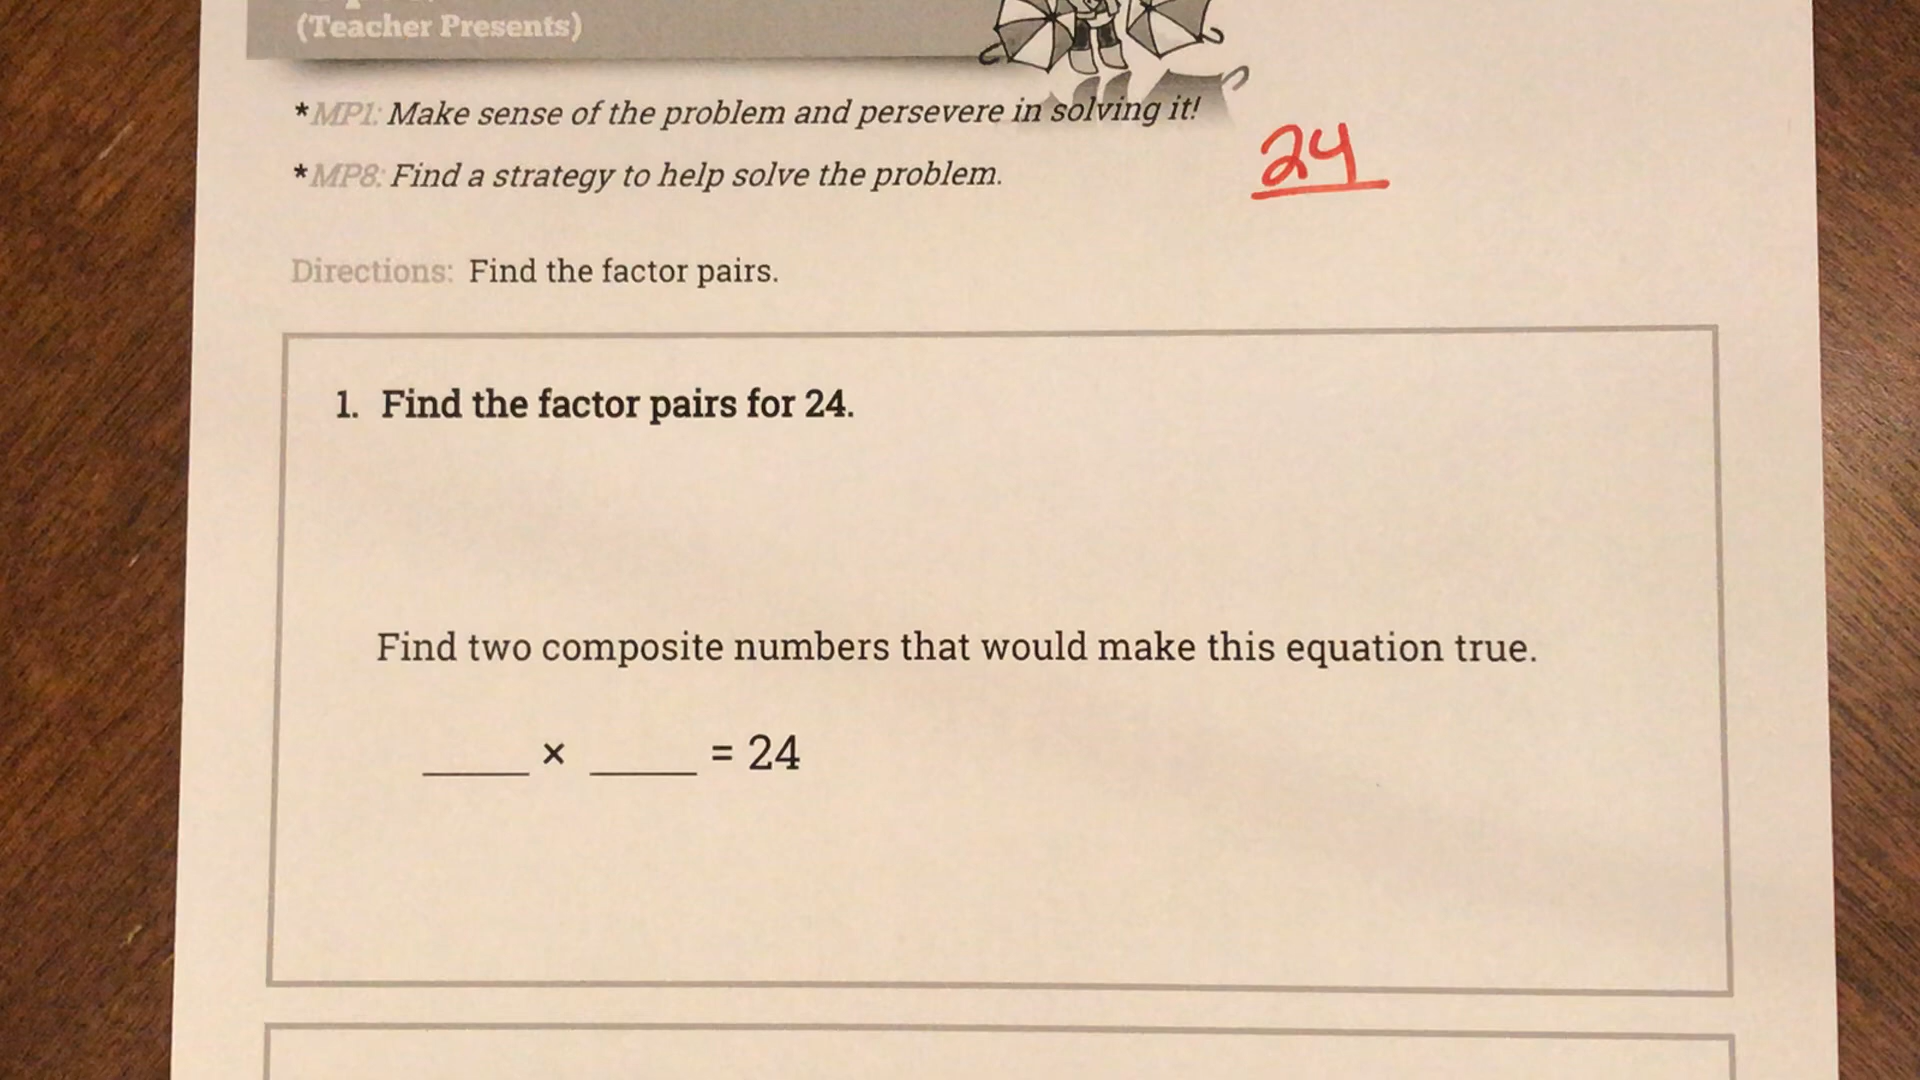 (Teacher Presents)
*MP1: Make sense of the problem and persevere in solving it!
24
*MP8: Find a strategy to help solve the problem.
Directions: Find the factor pairs.
1. Find the factor pairs for 24.
Find two composite numbers that would make this equation true.
____ × ____ = 24